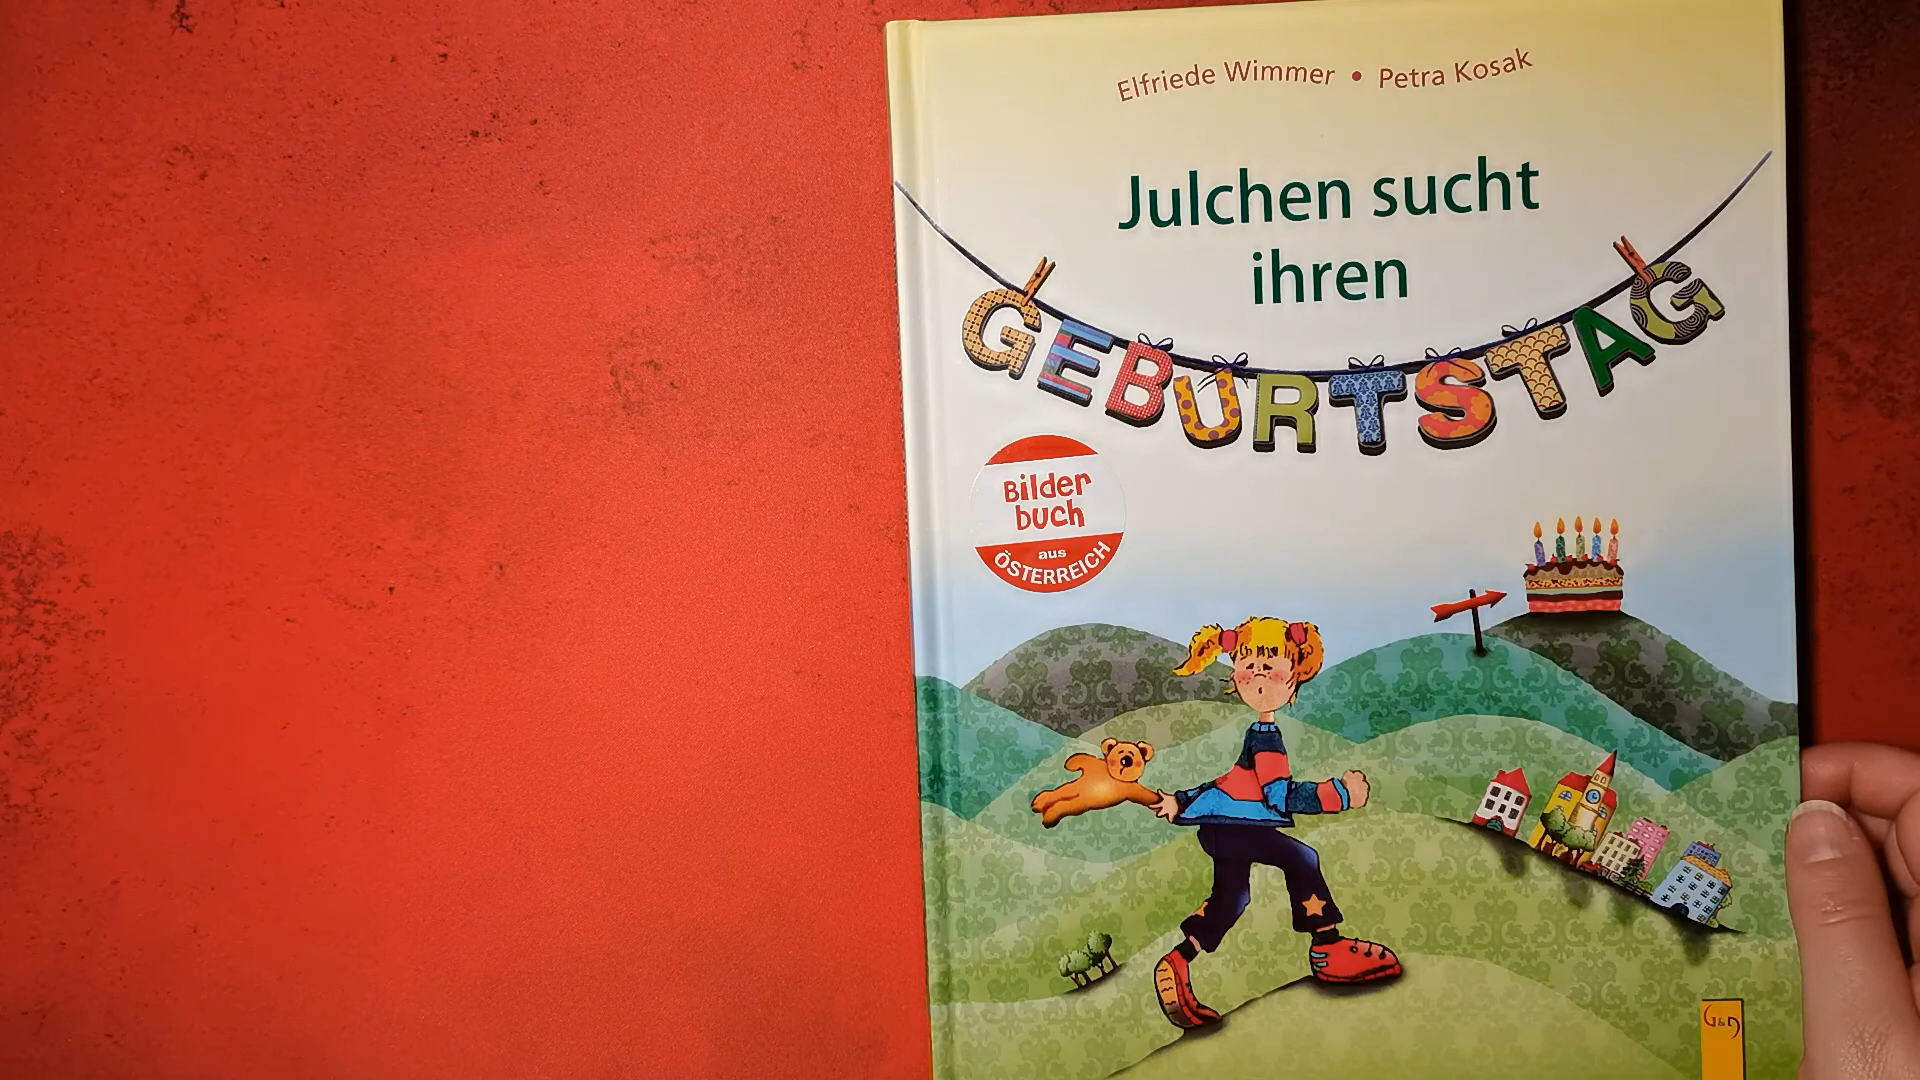 Elfriede Wimmer • Petra Kosak
Julchen sucht
ihren
GEBURTSTAG
Bilder
buch
aus
ÖSTERREICH
G&G